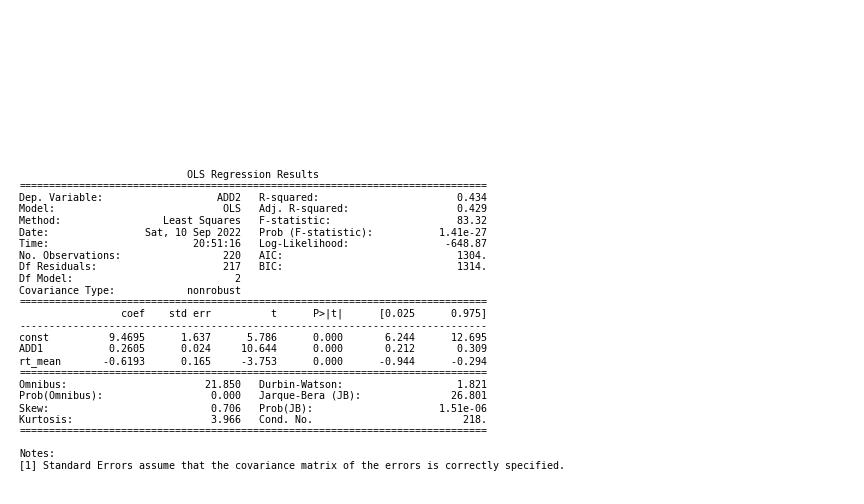 OLS Regression Results                            
==============================================================================
Dep. Variable:                   ADD2   R-squared:                       0.434
Model:                            OLS   Adj. R-squared:                  0.429
Method:                 Least Squares   F-statistic:                     83.32
Date:                Sat, 10 Sep 2022   Prob (F-statistic):           1.41e-27
Time:                        20:51:16   Log-Likelihood:                -648.87
No. Observations:                 220   AIC:                             1304.
Df Residuals:                     217   BIC:                             1314.
Df Model:                           2
Covariance Type:            nonrobust
==============================================================================
                 coef    std err          t      P>|t|      [0.025      0.975]
------------------------------------------------------------------------------
const          9.4695      1.637      5.786      0.000       6.244      12.695
ADD1           0.2605      0.024     10.644      0.000       0.212       0.309
rt_mean       -0.6193      0.165     -3.753      0.000      -0.944      -0.294
==============================================================================
Omnibus:                       21.850   Durbin-Watson:                   1.821
Prob(Omnibus):                  0.000   Jarque-Bera (JB):               26.801
Skew:                           0.706   Prob(JB):                     1.51e-06
Kurtosis:                       3.966   Cond. No.                         218.
==============================================================================

Notes:
[1] Standard Errors assume that the covariance matrix of the errors is correctly specified.